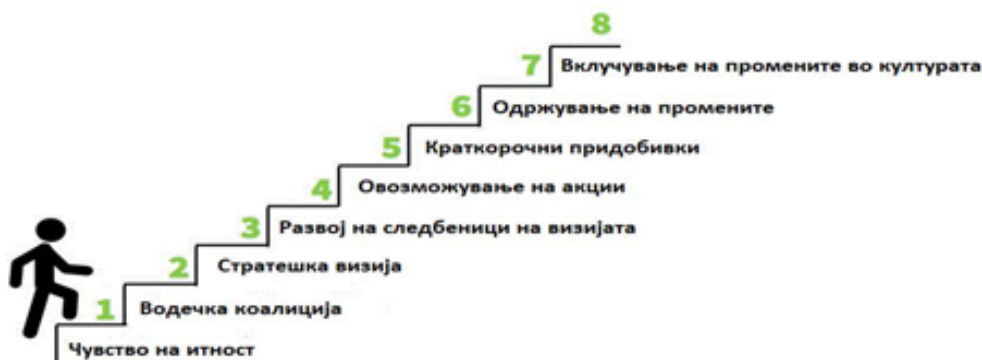 8
7 Вклучување на промените во културата
6 Одржување на промените
5 Краткорочни придобивки
4 Овозможување на акции
3 Развој на следбеници на визијата
2 Стратешка визија
1 Водечка коалиција
Чувство на итност